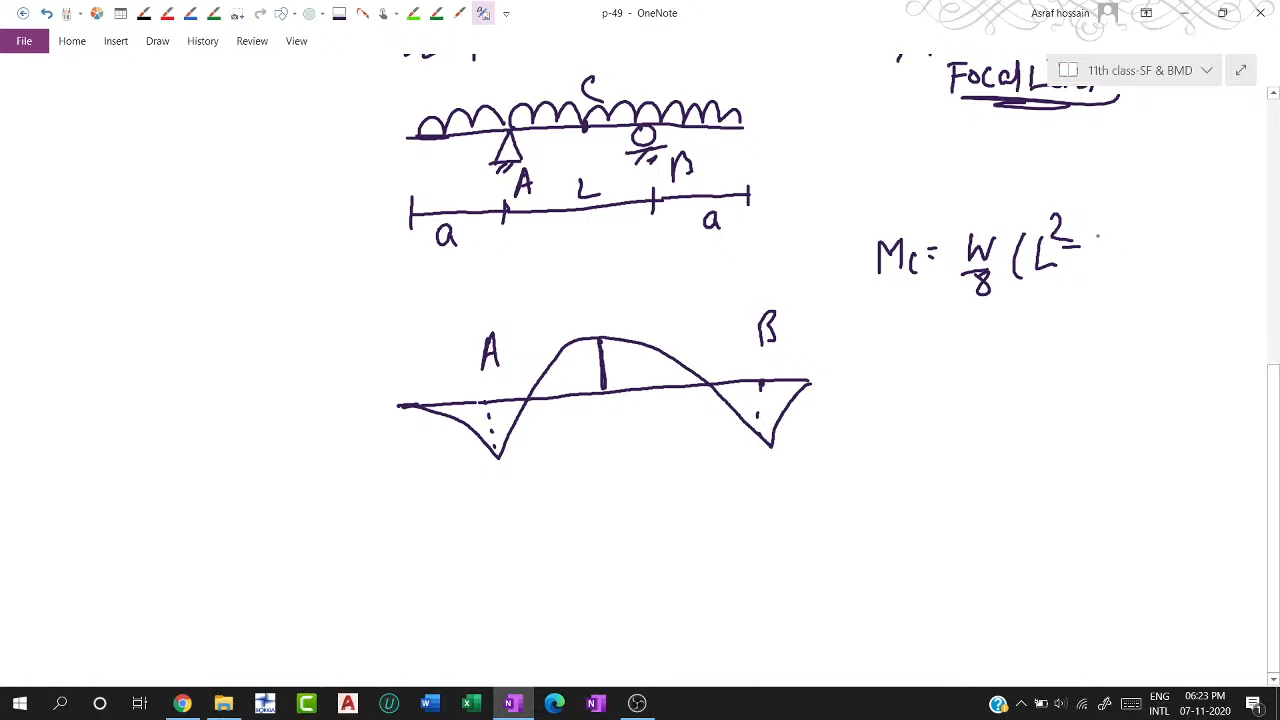 p-49 - OneNote
Asraf hossain
File Home Insert Draw History Review View
11th class-SF & BMD
Focal L
C
A
L
B
a
a
Mc = W/8 (L² -
A
B
ENG
INTL
06:23 PM
07-11-2020